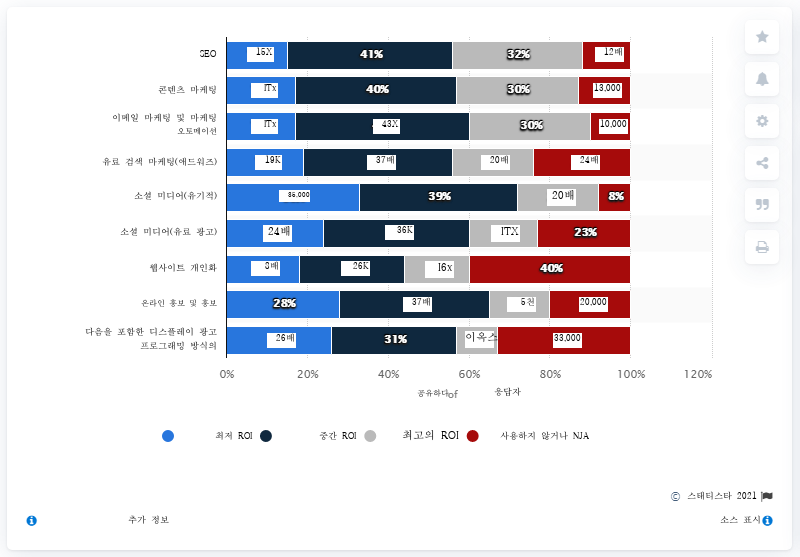 SEO 15X 41% 32% 12배
콘텐츠 마케팅 1Tx 40% 30% 13,000
이메일 마케팅 및 마케팅
오토메이션 1Tx 43X 30% 10,000
유료 검색 마케팅(애드워즈) 19K 37배 20배 24배
소셜 미디어(유기적) 35,000 39% 20배 8%
소셜 미디어(유료 광고) 24배 36K 1TX 23%
웹사이트 개인화 3배 26K 16x 40%
온라인 홍보 및 홍보 28% 37배 5천 20,000
다음을 포함한 디스플레이 광고
프로그래밍 방식의 26배 31% 이옥스 33,000
0% 20% 40% 60% 80% 100% 120%
공유하다of 응답자
최저 ROI 중간 ROI 최고의 ROI 사용하지 않거나 NJA
© 스태티스타 2021
추가 정보 소스 표시